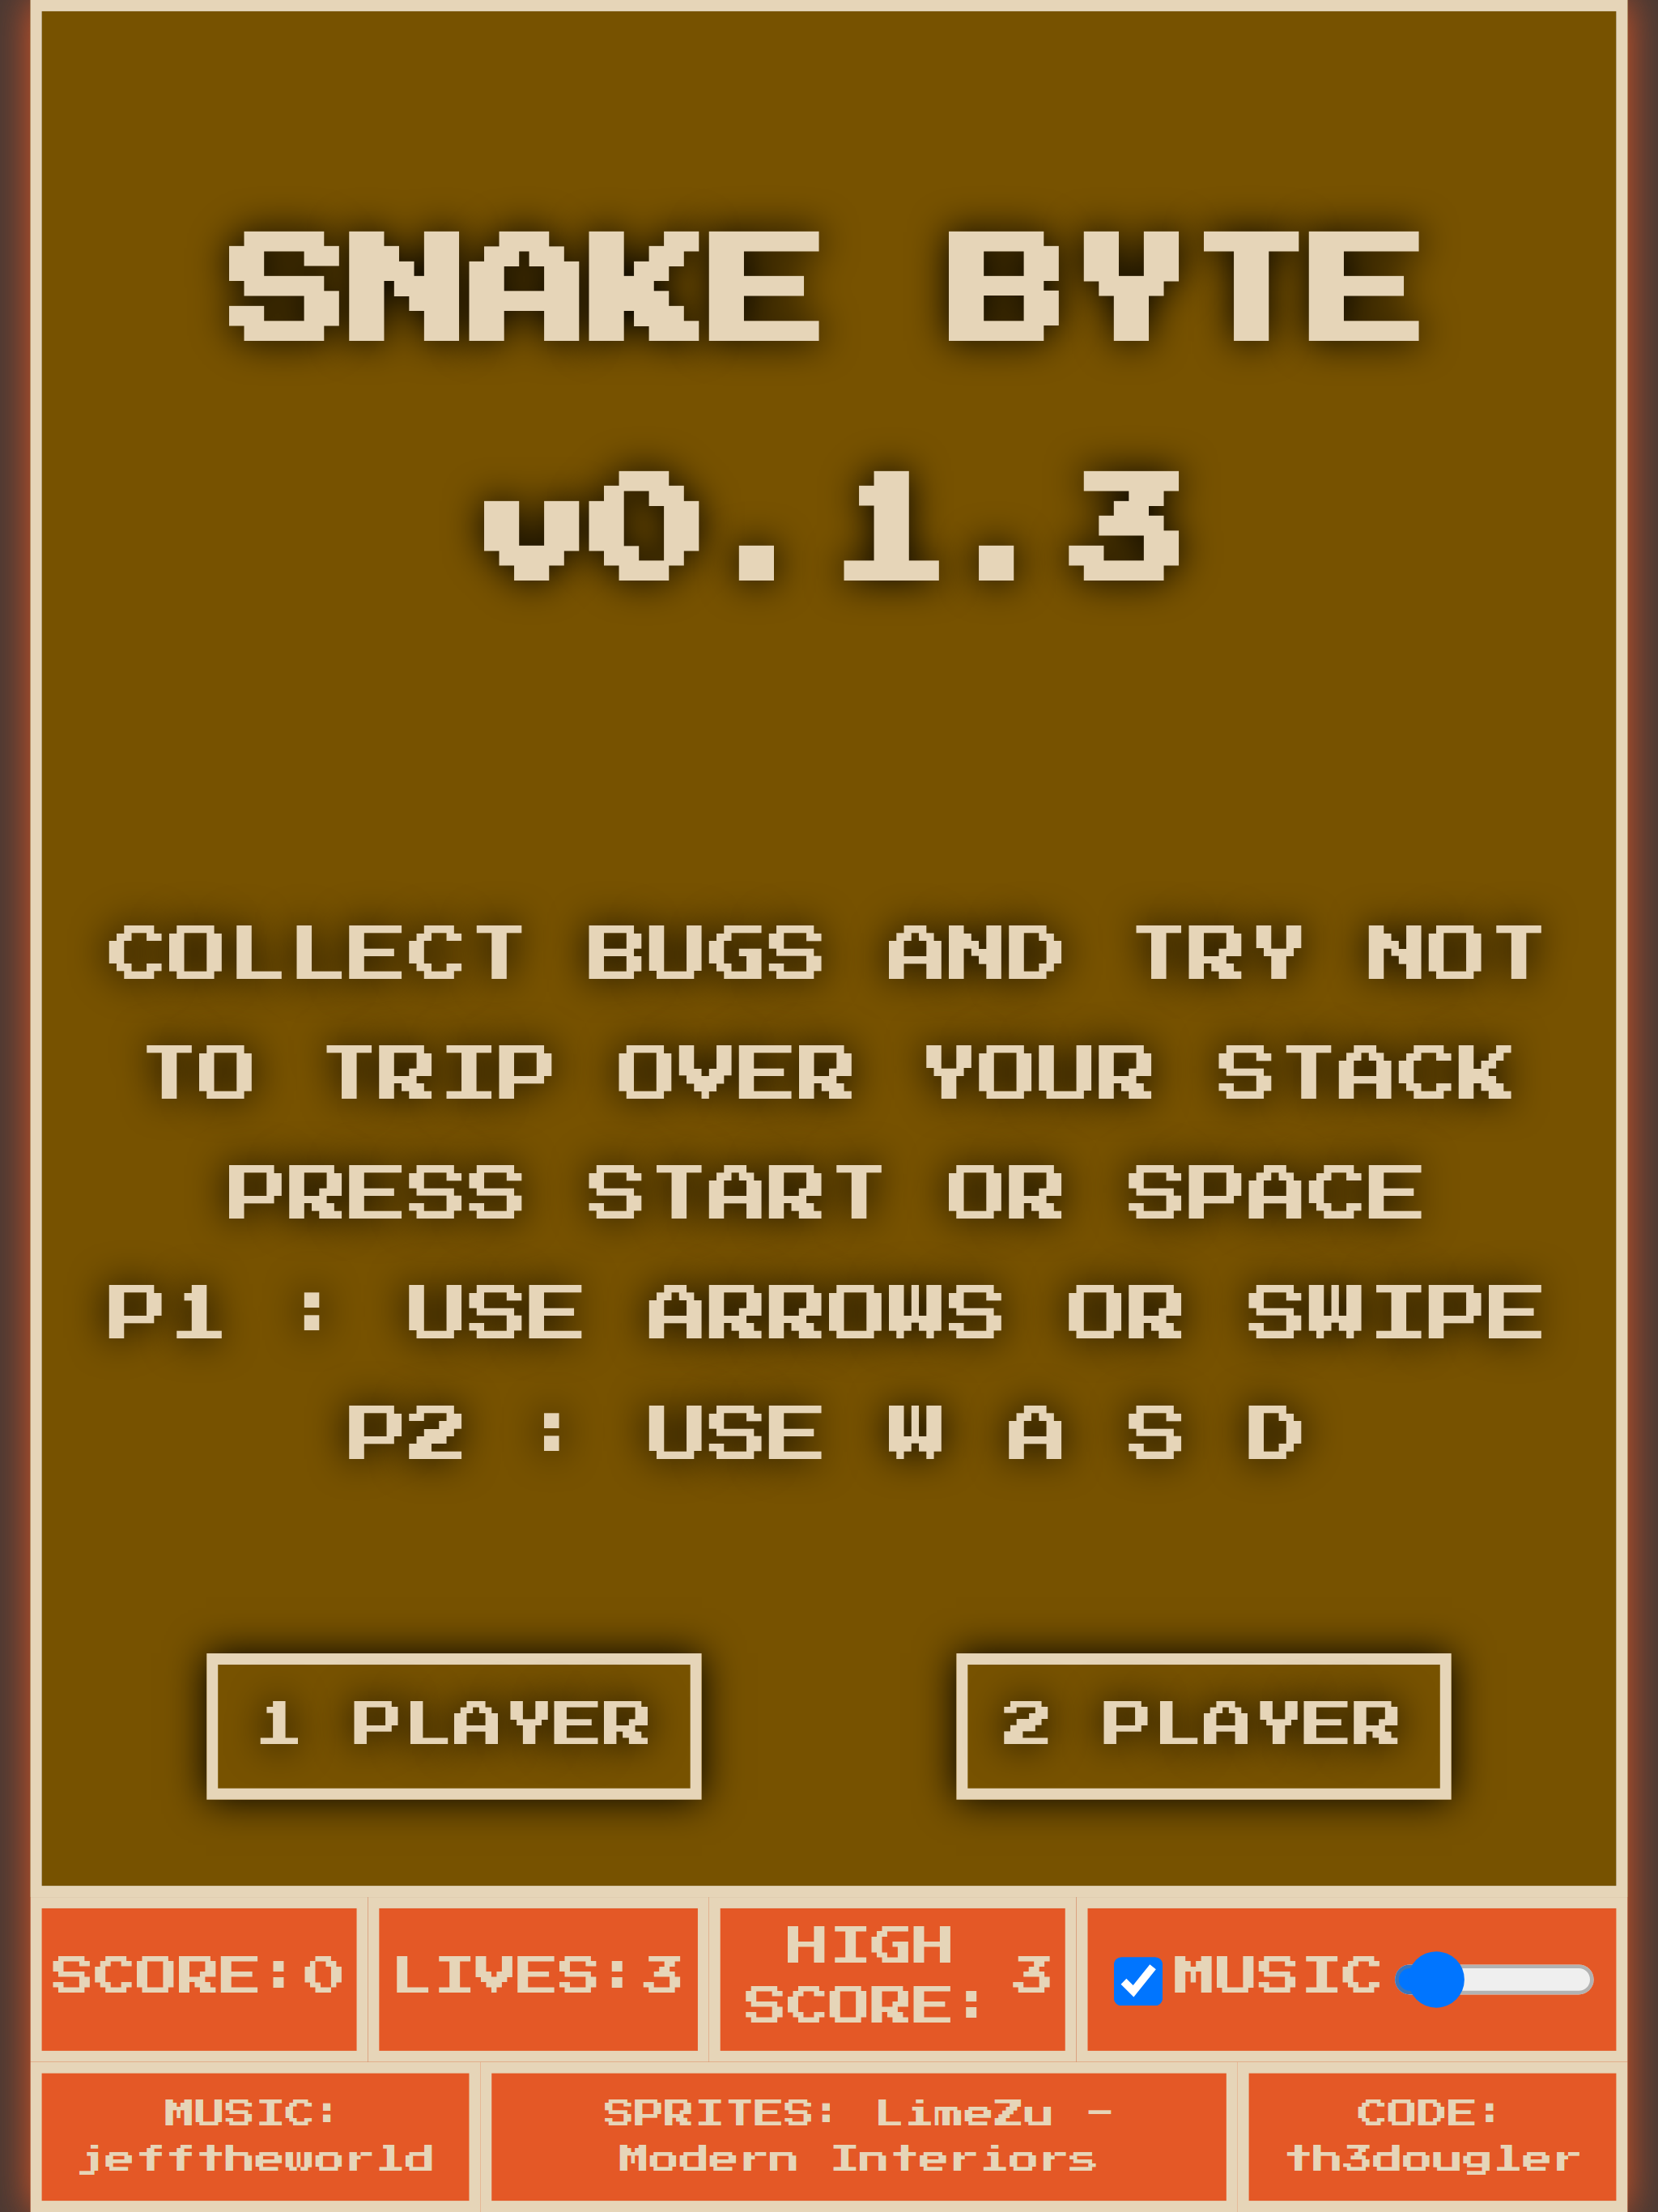 SNAKE BYTE
v0.1.3
COLLECT BUGS AND TRY NOT
TO TRIP OVER YOUR STACK
PRESS START OR SPACE
P1 : USE ARROWS OR SWIPE
P2 : USE W A S D
1 PLAYER
2 PLAYER
SCORE:0
LIVES:3
HIGH
SCORE: 3
MUSIC
MUSIC:
jefftheworld
SPRITES: LimeZu -
Modern Interiors
CODE:
th3dougler